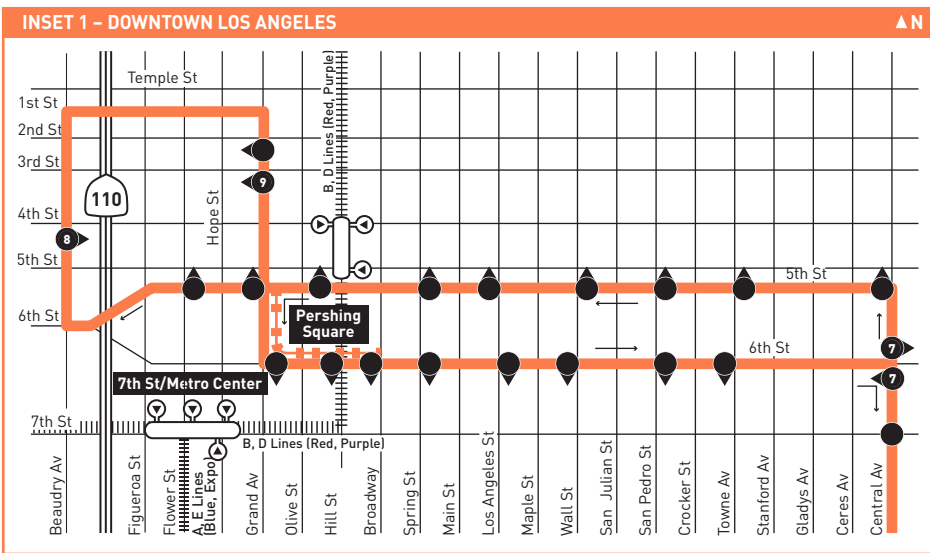 INSET 1 – DOWNTOWN LOS ANGELES
N
Temple St
1st St
2nd St
3rd St
4th St
5th St
6th St
7th St
110
Hope St
B, D Lines (Red, Purple)
9
8
5th St
Pershing
Square
6th St
7
7
7th St/Metro Center
B, D Lines (Red, Purple)
A, E Lines
(Blue, Expo)
Beaudry Av
Figueroa St
Flower St
Grand Av
Olive St
Hill St
Broadway
Spring St
Main St
Los Angeles St
Maple St
Wall St
San Julian St
San Pedro St
Crocker St
Towne Av
Stanford Av
Gladys Av
Ceres Av
Central Av